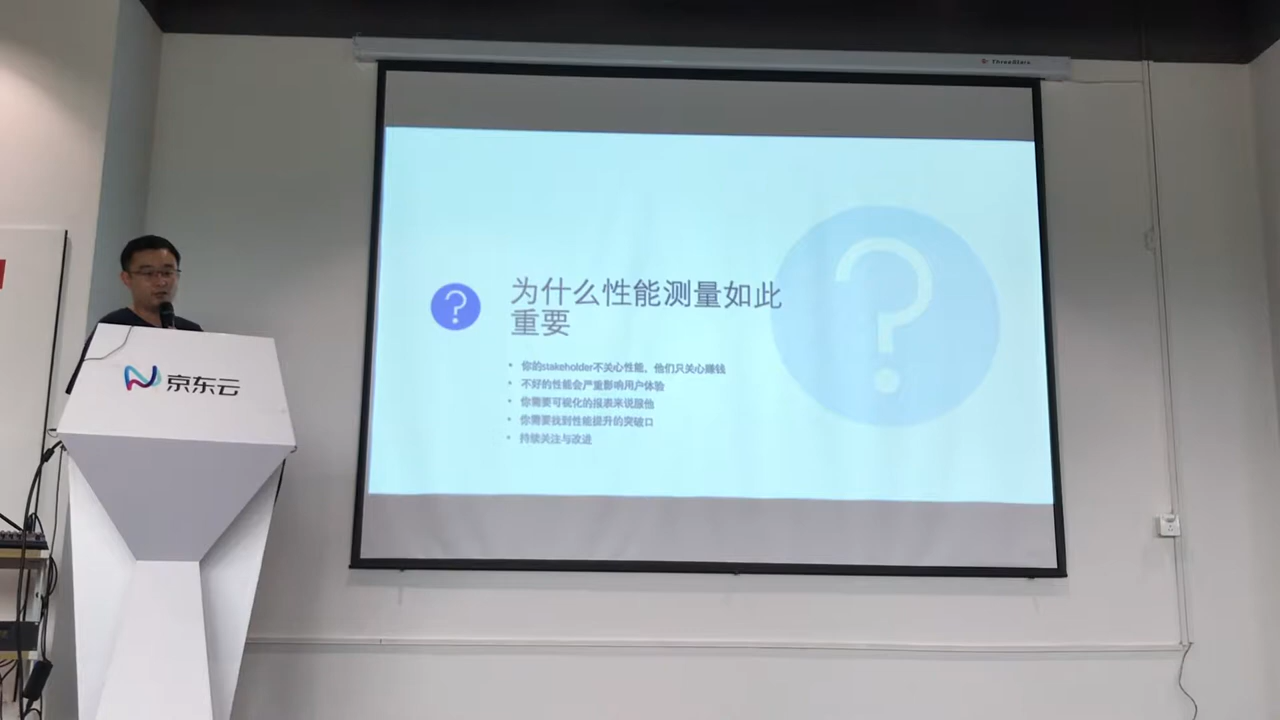 ThreeStars
京东云
为什么性能测量如此
重要
• 你的stakeholder不关心性能，他们只关心赚钱
• 不好的性能会严重影响用户体验
• 你需要可视化的报表来说服他
• 你需要找到性能提升的突破口
• 持续关注与改进